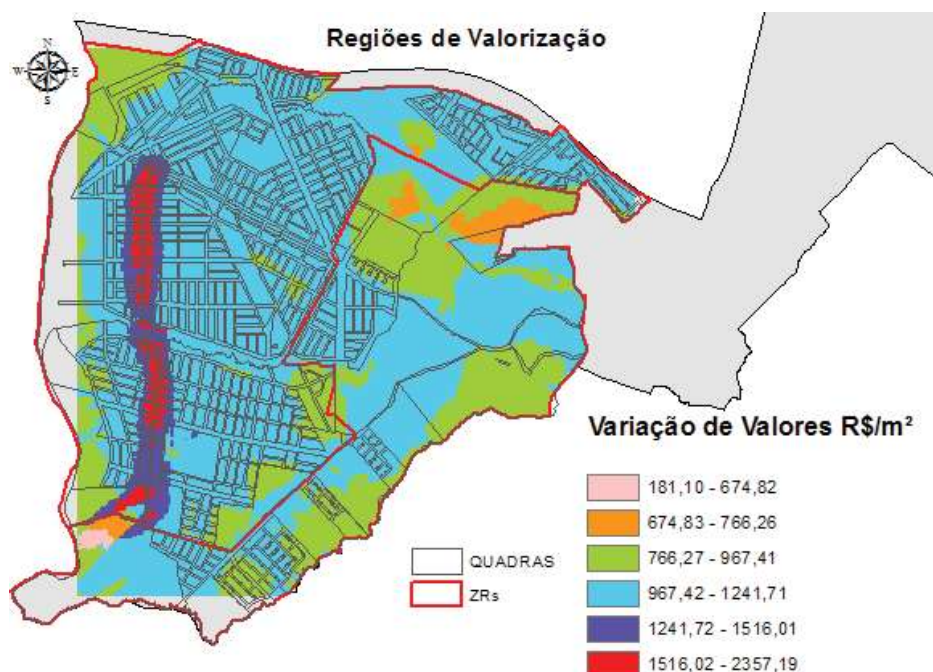 Regiões de Valorização
N
W E
S
Variação de Valores R$/m²
181,10 - 674,82
674,83 - 766,26
766,27 - 967,41
967,42 - 1241,71
1241,72 - 1516,01
1516,02 - 2357,19
QUADRAS
ZRs